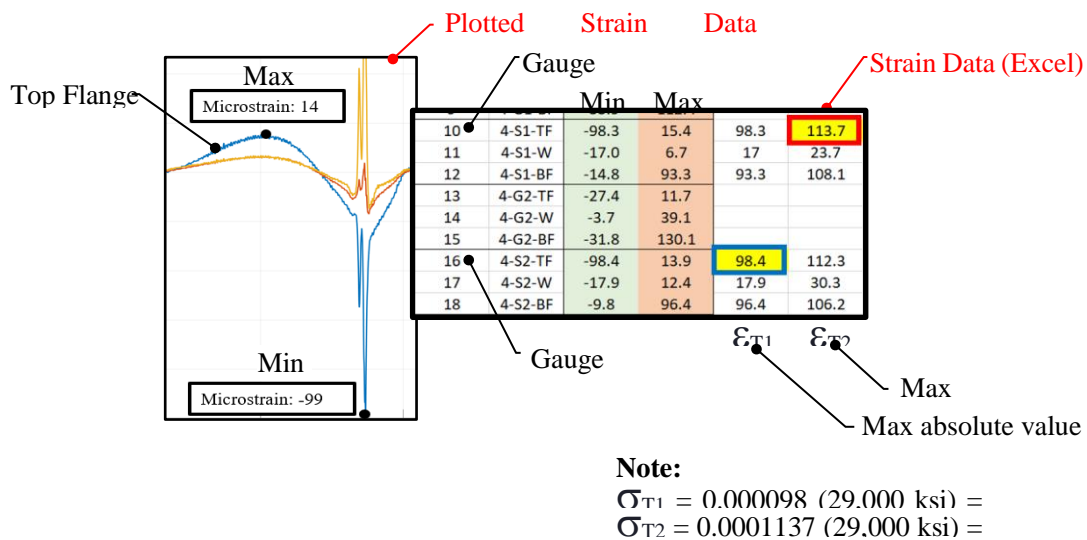 Plotted Strain Data
Gauge
Strain Data (Excel)
Max
Top Flange
Microstrain: 14
Min Max
10 4-S1-TF -98.3 15.4 98.3 113.7
11 4-S1-W -17.0 6.7 17 23.7
12 4-S1-BF -14.8 93.3 93.3 108.1
13 4-G2-TF -27.4 11.7
14 4-G2-W -3.7 39.1
15 4-G2-BF -31.8 130.1
16 4-S2-TF -98.4 13.9 98.4 112.3
17 4-S2-W -17.9 12.4 17.9 30.3
18 4-S2-BF -9.8 96.4 96.4 106.2
εT1 εT2
Gauge
Min
Microstrain: -99
Max
Max absolute value
Note:
σT1 = 0.000098 (29,000 ksi) =
σT2 = 0.0001137 (29,000 ksi) =